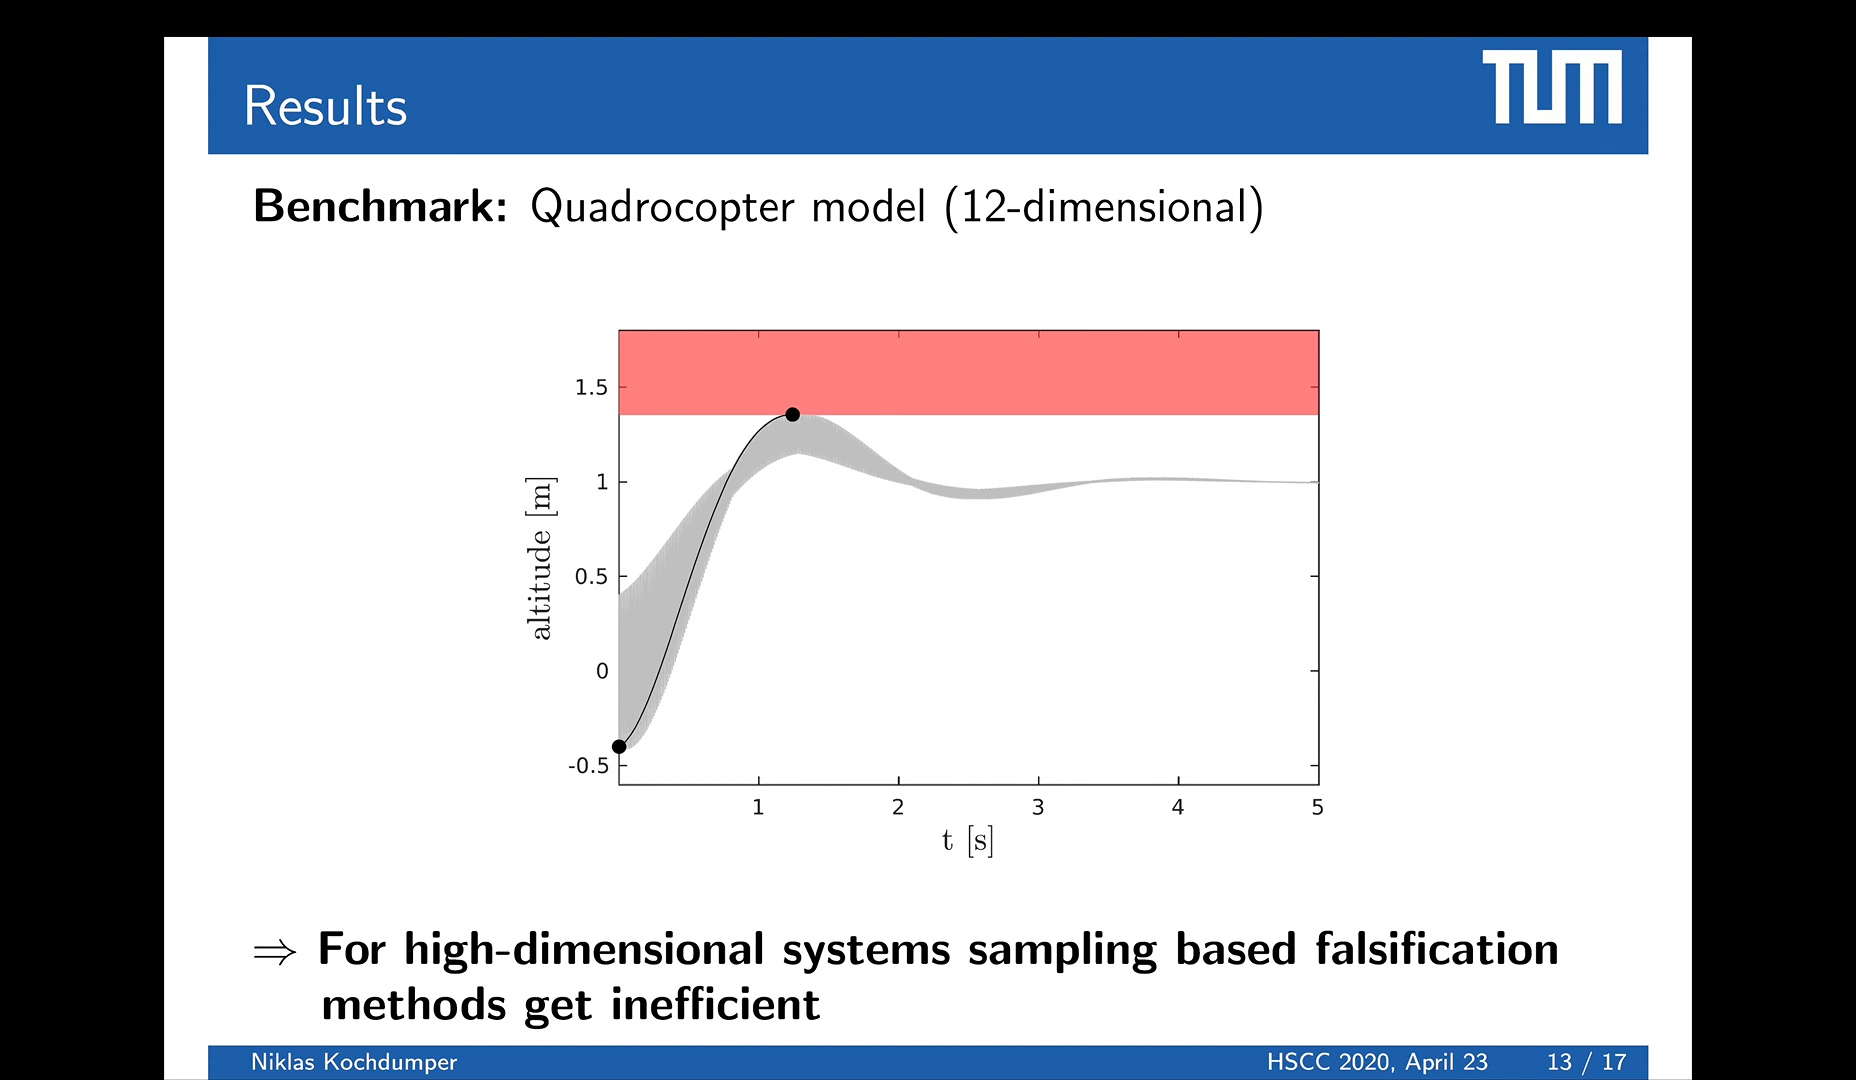 Results
TUM
Benchmark: Quadrocopter model (12-dimensional)
1.5
1
0.5
0
-0.5
altitude [m]
1 2 3 4 5
t [s]
⇒ For high-dimensional systems sampling based falsification
methods get inefficient
Niklas Kochdumper HSCC 2020, April 23 13 / 17